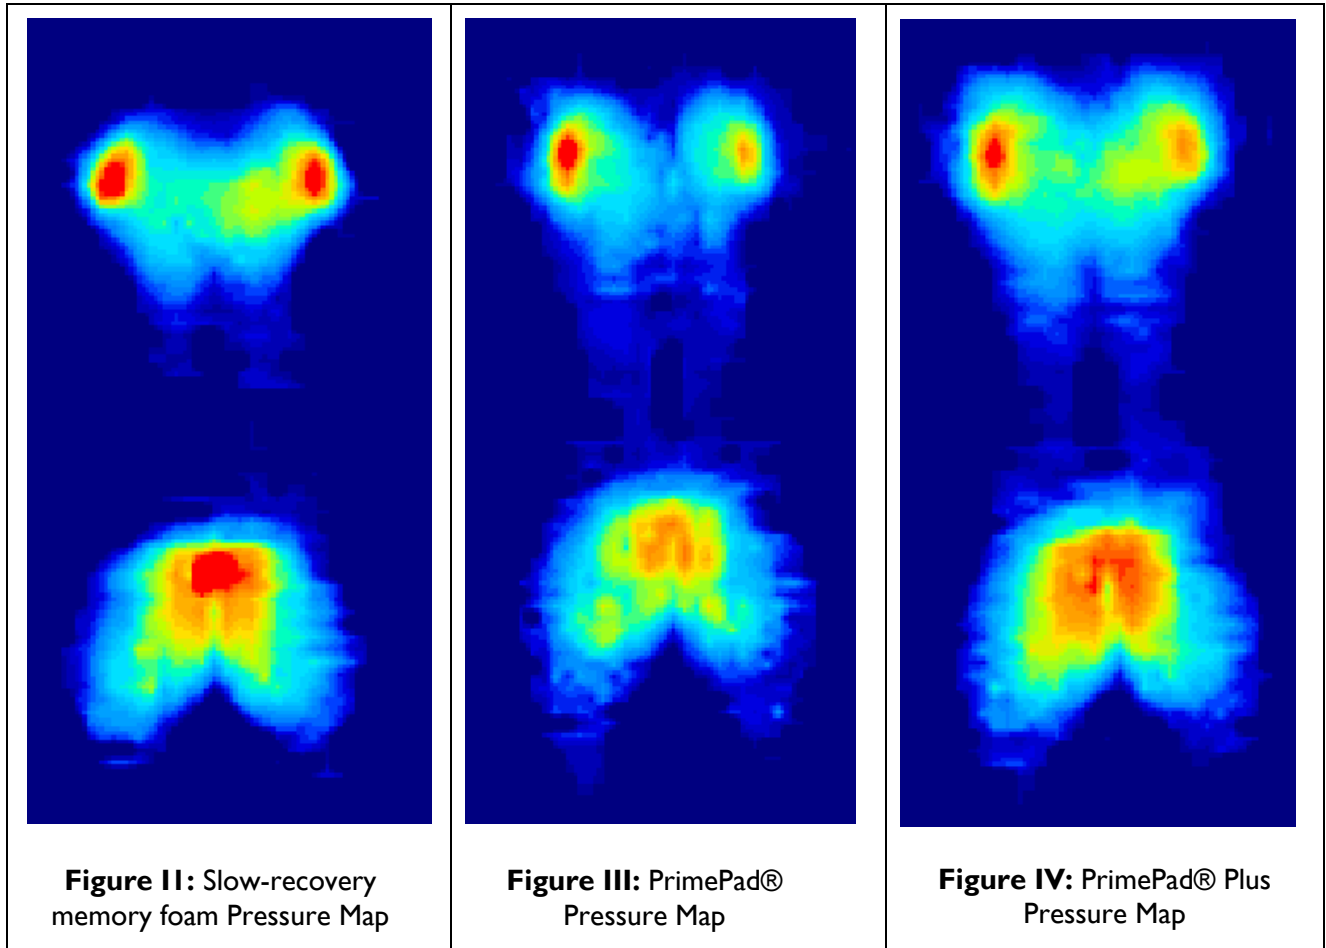 Figure II: Slow-recovery
memory foam Pressure Map
Figure III: PrimePad®
Pressure Map
Figure IV: PrimePad® Plus
Pressure Map